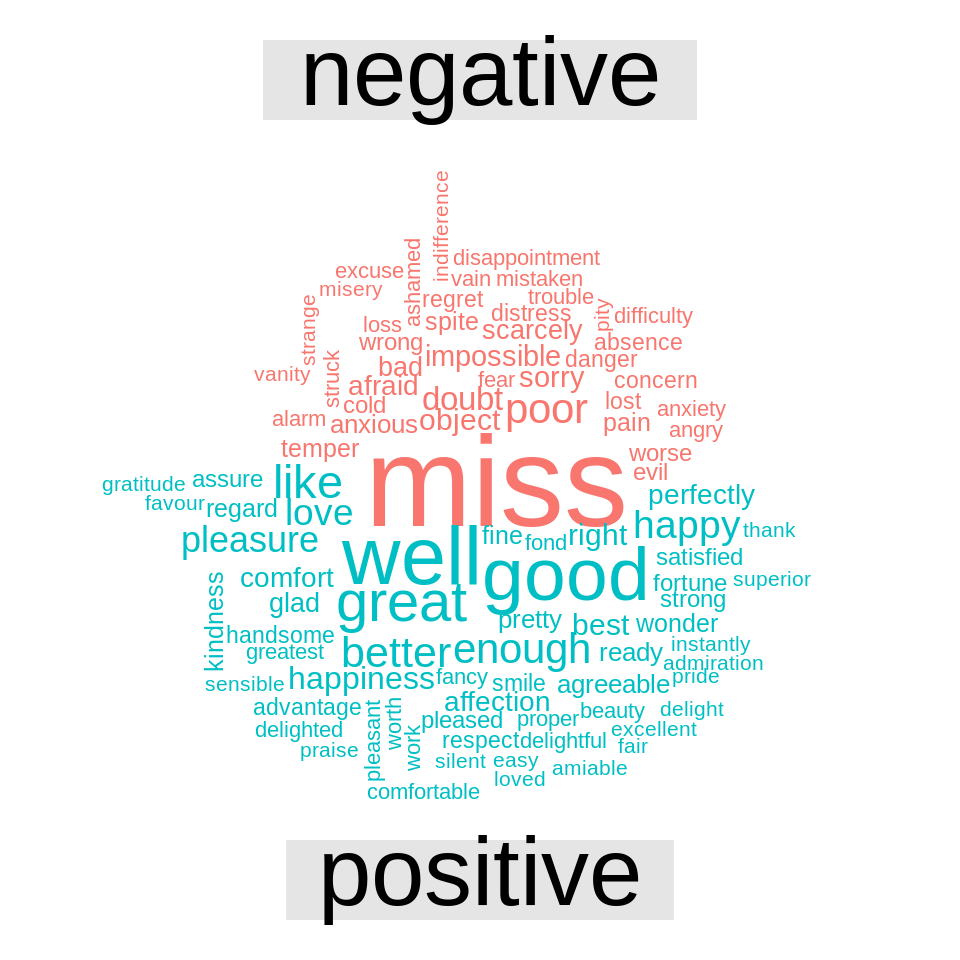 negative
indifference
ashamed
disappointment
excuse
vain mistaken
misery
regret
trouble
strange
pity
distress
difficulty
loss
spite
scarcely
wrong
absence
struck
bad
impossible
danger
vanity
afraid
fear
sorry
concern
cold
doubt
poor
lost
anxiety
alarm
anxious
object
pain
angry
temper
miss
worse
evil
gratitude
assure
like
favour
regard
love
perfectly
pleasure
well
fine
fond
right
happy
thank
satisfied
comfort
good
fortune
superior
kindness
glad
great
strong
pretty
best
wonder
handsome
greatest
better
enough
ready
instantly
admiration
sensible
happiness
fancy
smile
agreeable
pride
advantage
affection
delighted
pleasant
worth
work
pleased
proper
beauty
delight
praise
respect
delightful
excellent
fair
silent
easy
amiable
loved
comfortable
positive